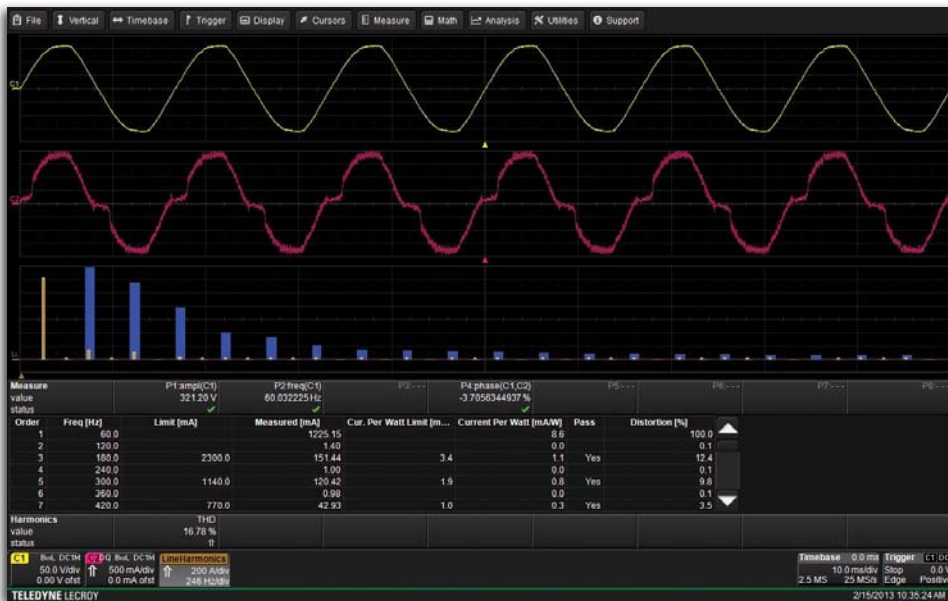 File Vertical Timebase Trigger Display Cursors Measure Math Analysis Utilities Support
C1
C2
Measure P1:ampl(C1) P2:freq(C1) P3:--- P4:phase(C1,C2) P5:--- P6:--- P7:--- P8:---
value 321.20 V 60.032225 Hz -3.7056344937 %
status
Order Freq [Hz] Limit [mA] Measured [mA] Cur. Per Watt Limit [m... Current Per Watt [mA/W] Pass Distortion [%]
1 60.0 1225.15 8.6 100.0
2 120.0 1.40 0.0 0.1
3 180.0 2300.0 151.44 3.4 1.1 Yes 12.4
4 240.0 1.00 0.0 0.1
5 300.0 1140.0 120.42 1.9 0.8 Yes 9.8
6 360.0 0.98 0.0 0.1
7 420.0 770.0 42.93 1.0 0.3 Yes 3.5
Harmonics THD
value 16.78 %
status
C1 BwL DC1M C2 DQ BwL DC1M LineHarmonics Timebase 0.0 ms Trigger C1 DC
50.0 V/div 500 mA/div 200 A/div 10.0 ms/div Stop 0.0 V
0.00 V ofst 0.0 mA ofst 246 Hz/div 2.5 MS 25 MS/s Edge Positive
TELEDYNE LECROY 2/15/2013 10:35:24 AM